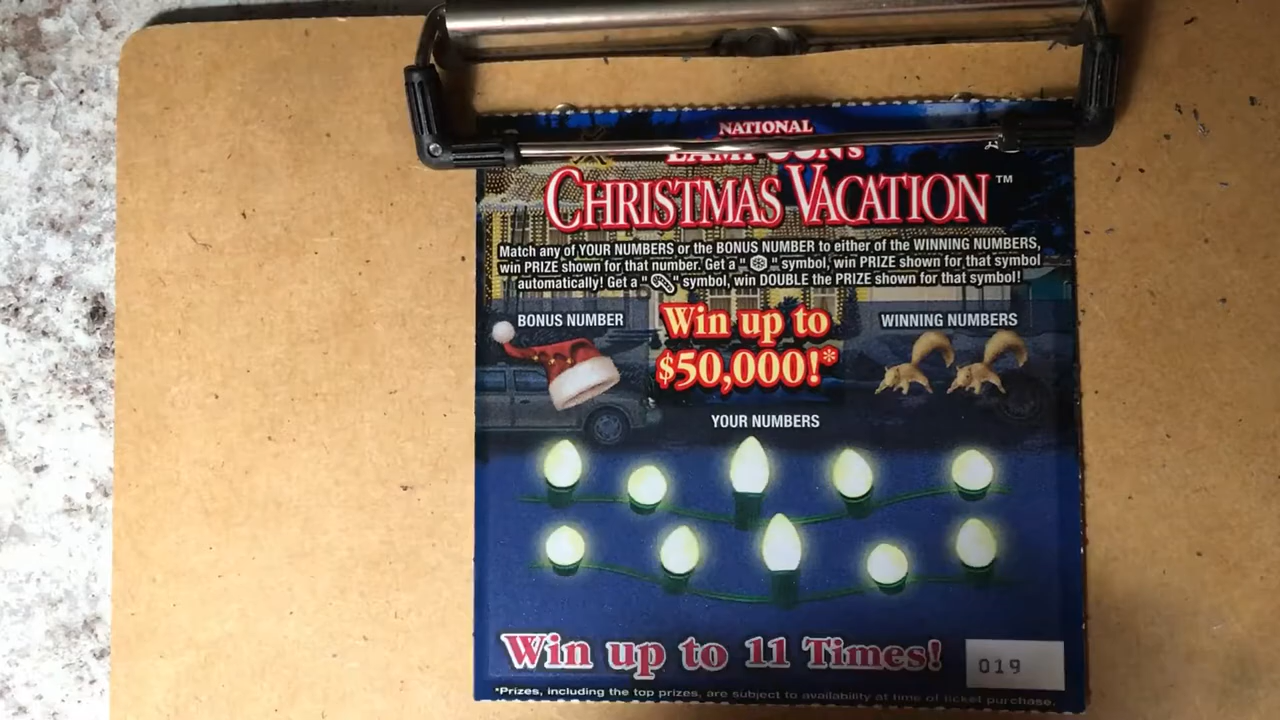 NATIONAL
LAMPOON's
CHRISTMAS VACATION™
Match any of YOUR NUMBERS or the BONUS NUMBER to either of the WINNING NUMBERS,
win PRIZE shown for that number. Get a " " symbol, win PRIZE shown for that symbol
automatically! Get a " " symbol, win DOUBLE the PRIZE shown for that symbol!
BONUS NUMBER
Win up to
$50,000!*
WINNING NUMBERS
YOUR NUMBERS
Win up to 11 Times!
019
*Prizes, including the top prizes, are subject to availability at time of ticket purchase.